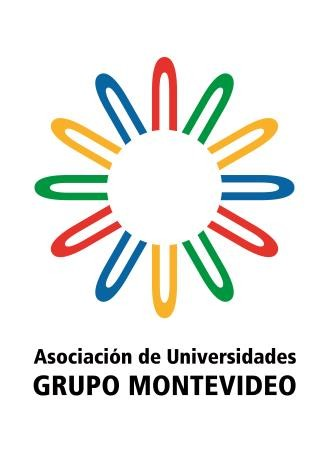 Asociación de Universidades
GRUPO MONTEVIDEO